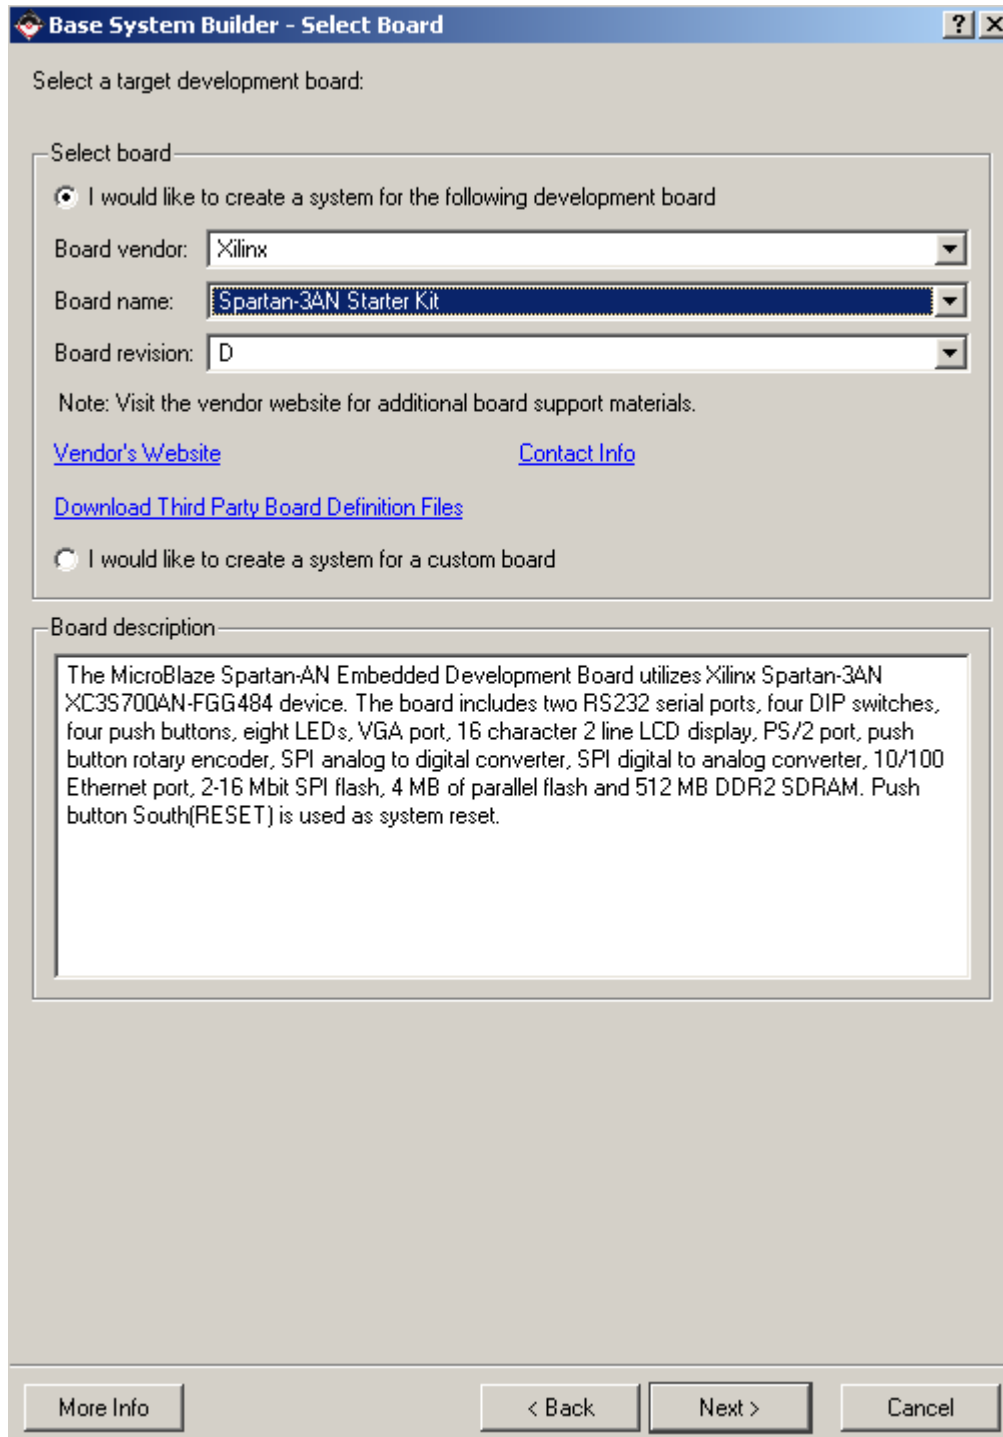 Base System Builder - Select Board
Select a target development board:
Select board
I would like to create a system for the following development board
Board vendor: Xilinx
Board name: Spartan-3AN Starter Kit
Board revision: D
Note: Visit the vendor website for additional board support materials.
Vendor's Website Contact Info
Download Third Party Board Definition Files
I would like to create a system for a custom board
Board description
The MicroBlaze Spartan-AN Embedded Development Board utilizes Xilinx Spartan-3AN
XC3S700AN-FGG484 device. The board includes two RS232 serial ports, four DIP switches,
four push buttons, eight LEDs, VGA port, 16 character 2 line LCD display, PS/2 port, push
button rotary encoder, SPI analog to digital converter, SPI digital to analog converter, 10/100
Ethernet port, 2-16 Mbit SPI flash, 4 MB of parallel flash and 512 MB DDR2 SDRAM. Push
button South(RESET) is used as system reset.
More Info < Back Next > Cancel